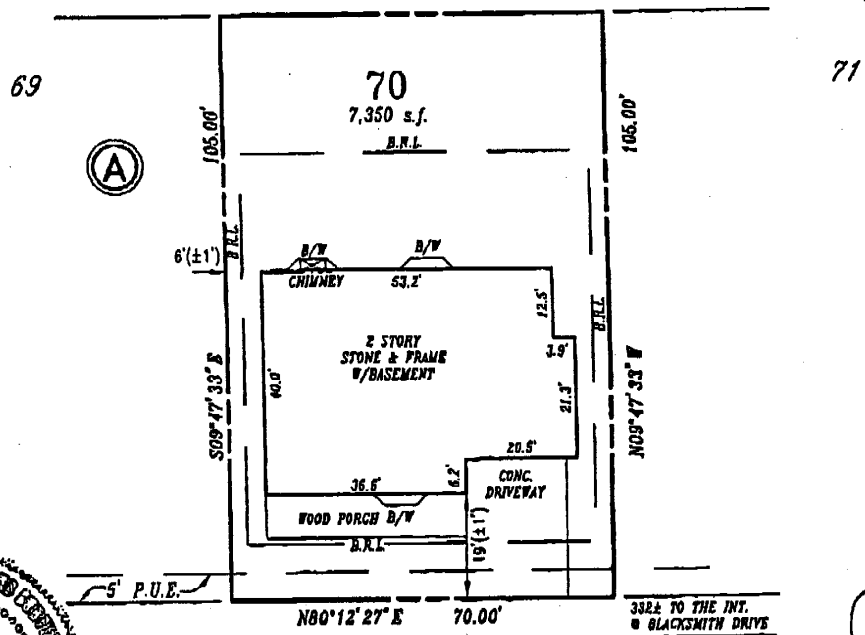 69
70
71
7,350 s.f.
B.R.L.
105.00'
105.00'
A
6'(±1')
B.R.L.
B/W
B/W
CHIMNEY
53.2'
12.5'
B.R.L.
3.9'
2 STORY
STONE & FRAME
W/BASEMENT
40.0'
21.3'
S09°47'33"E
N09°47'33"W
20.5'
36.6'
6.2'
CONC.
DRIVEWAY
WOOD PORCH B/W
19'(±1')
B.R.L.
5' P.U.E.
N80°12'27"E 70.00'
332± TO THE INT.
@ BLACKSMITH DRIVE